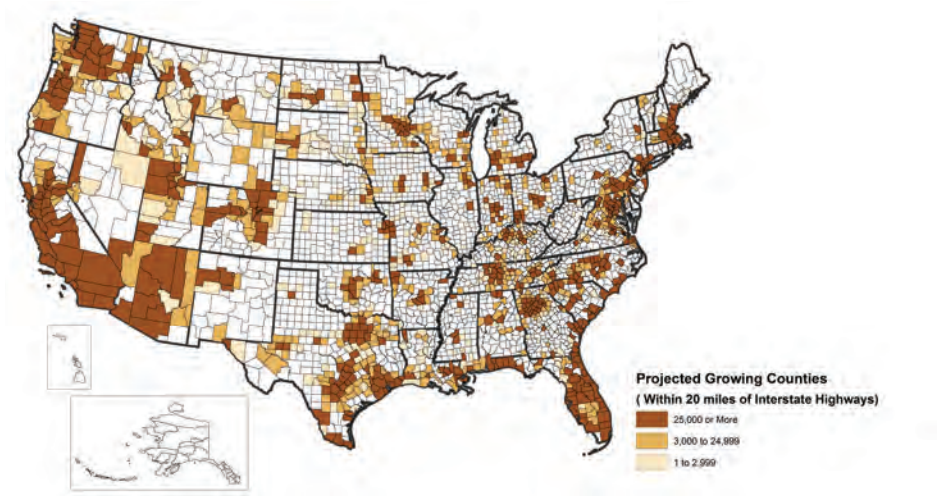 Projected Growing Counties
( Within 20 miles of Interstate Highways)
25,000 or More
3,000 to 24,999
1 to 2,999